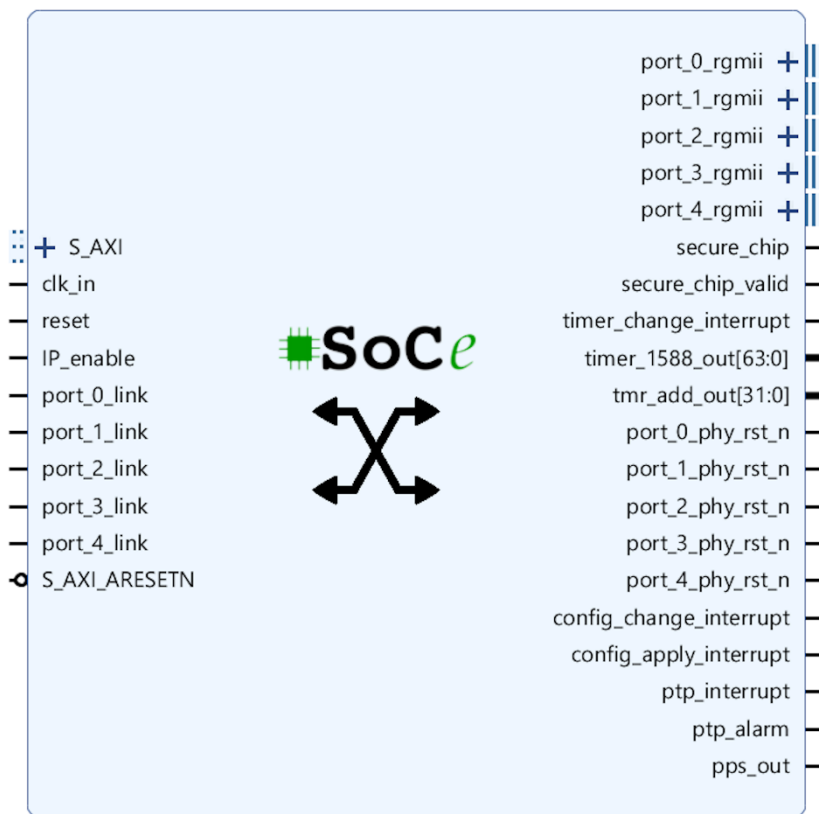 port_0_rgmii
port_1_rgmii
port_2_rgmii
port_3_rgmii
port_4_rgmii
S_AXI
secure_chip
clk_in
secure_chip_valid
reset
timer_change_interrupt
IP_enable
timer_1588_out[63:0]
port_0_link
tmr_add_out[31:0]
port_1_link
port_0_phy_rst_n
port_2_link
port_1_phy_rst_n
port_3_link
port_2_phy_rst_n
port_4_link
port_3_phy_rst_n
S_AXI_ARESETN
port_4_phy_rst_n
SoCe
config_change_interrupt
config_apply_interrupt
ptp_interrupt
ptp_alarm
pps_out